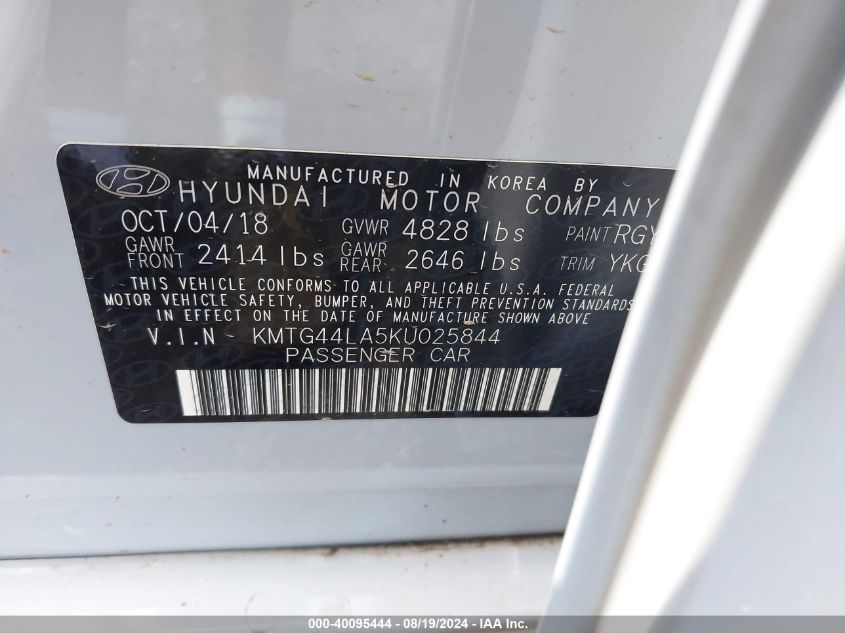 MANUFACTURED IN KOREA BY
HYUNDAI MOTOR COMPANY
OCT/04/18 GVWR 4828 lbs PAINT RGY
GAWR FRONT 2414 lbs GAWR REAR 2646 lbs TRIM YKG
THIS VEHICLE CONFORMS TO ALL APPLICABLE U.S.A. FEDERAL
MOTOR VEHICLE SAFETY, BUMPER, AND THEFT PREVENTION STANDARDS
IN EFFECT ON THE DATE OF MANUFACTURE SHOWN ABOVE
V.I.N - KMTG44LA5KU025844
PASSENGER CAR
000-40095444 - 08/19/2024 - IAA Inc.